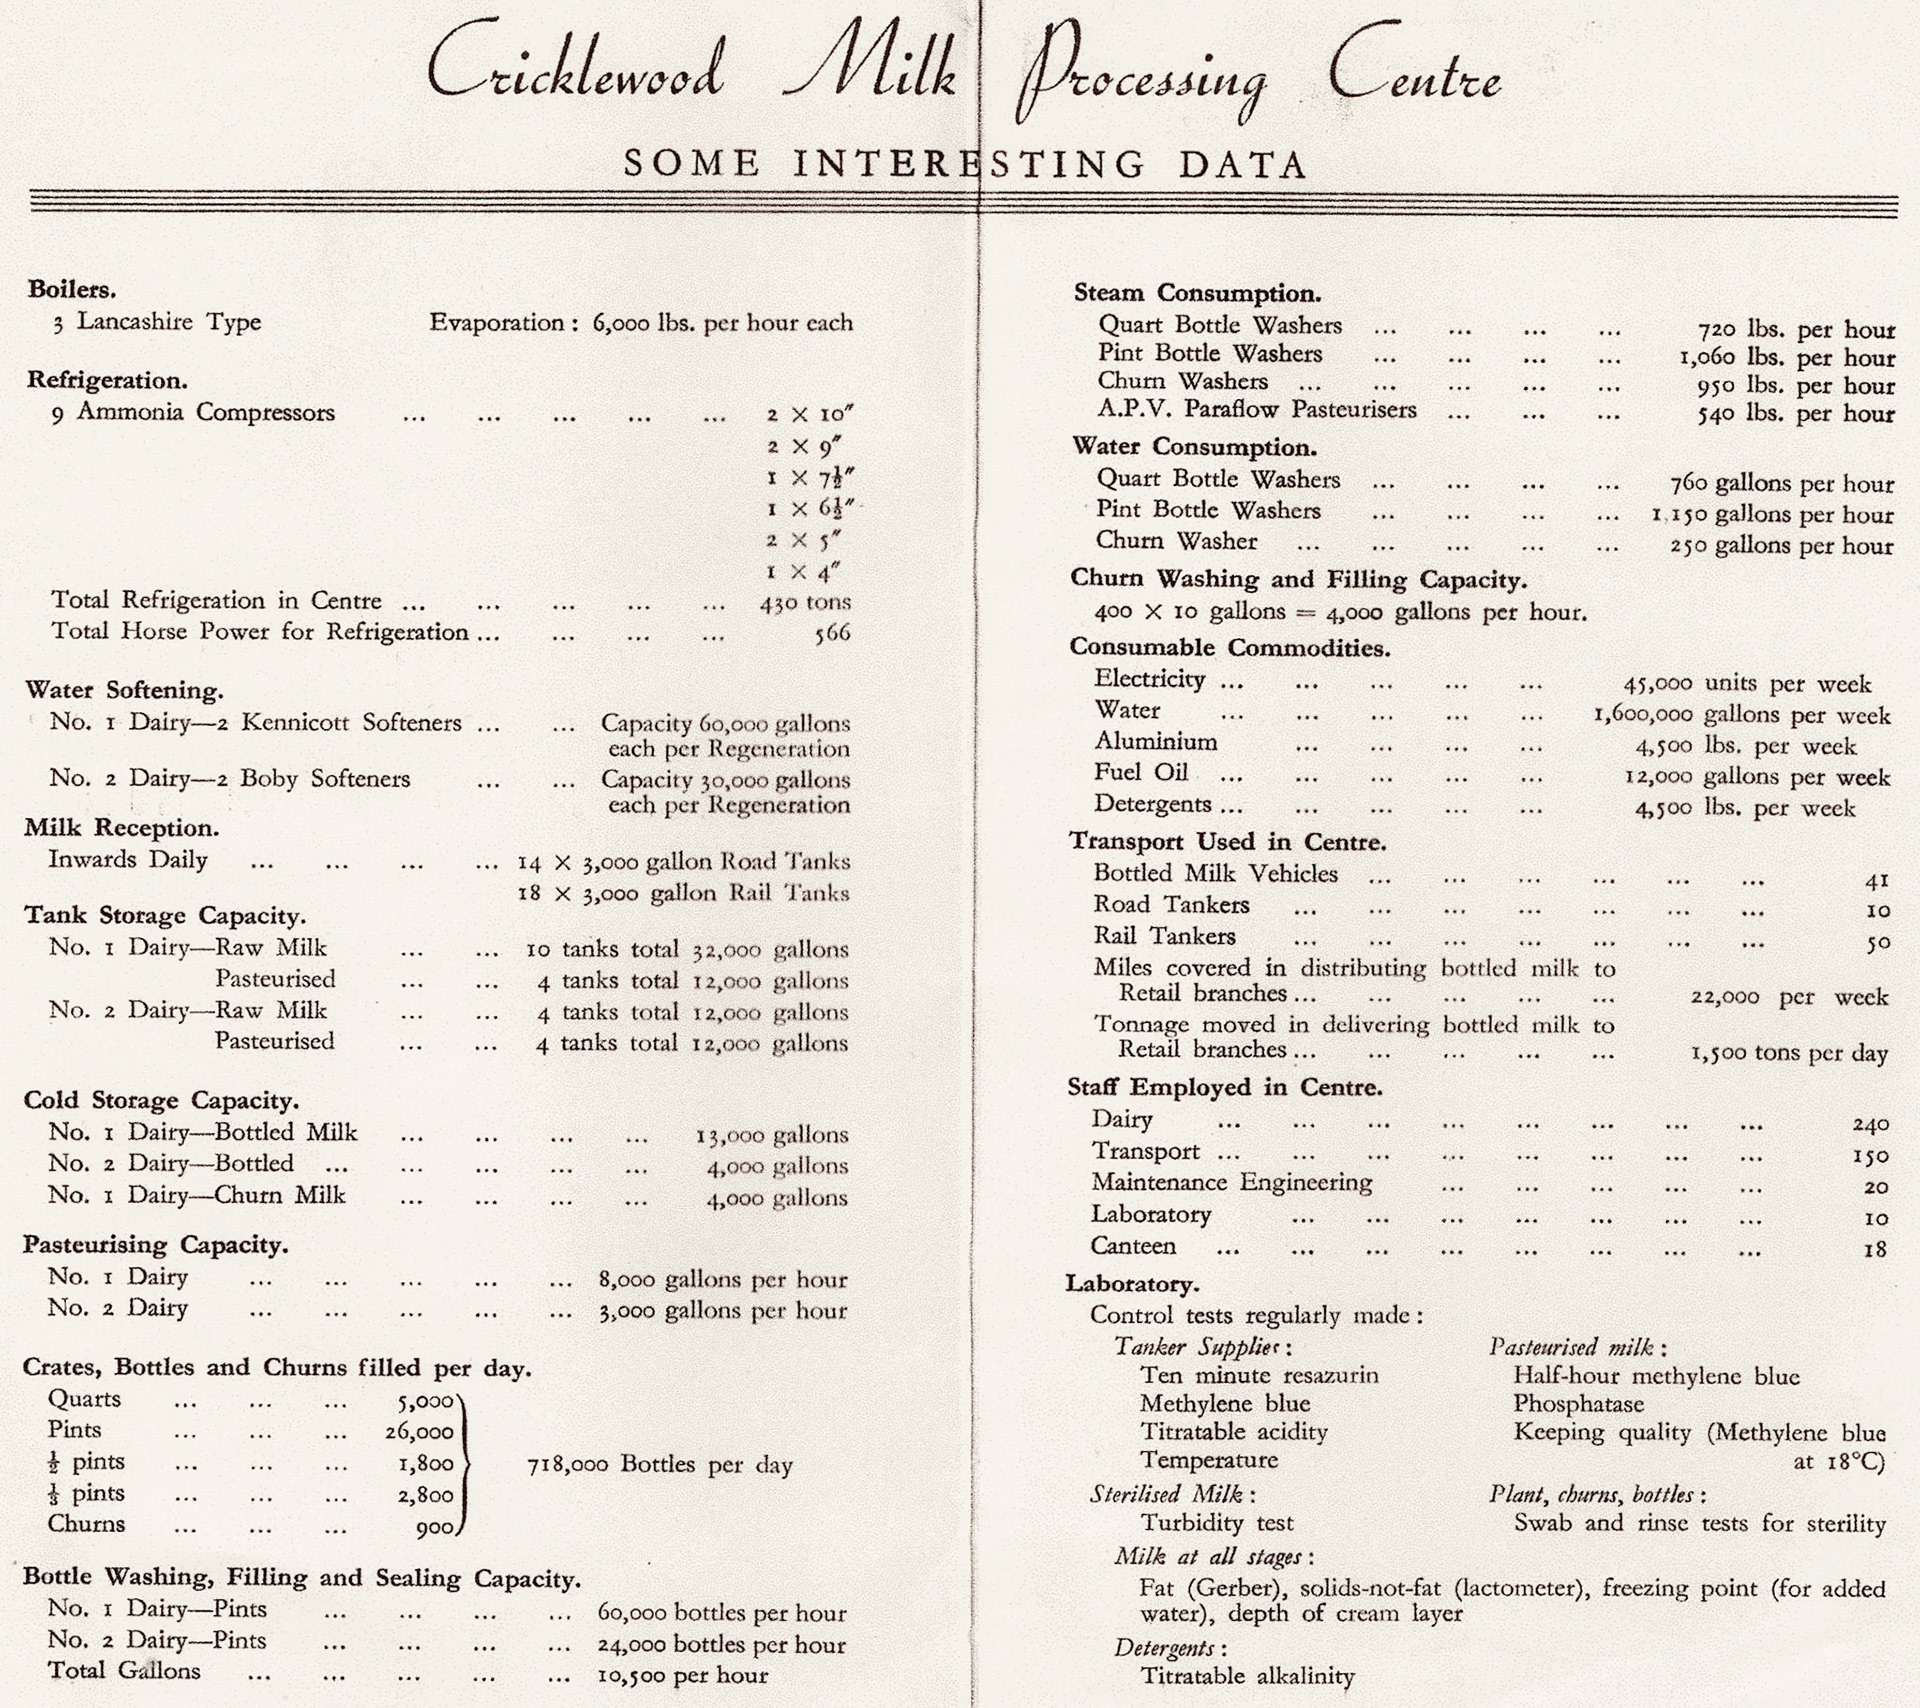 Cricklewood Milk Processing Centre
SOME INTERESTING DATA
Boilers.
3 Lancashire Type Evaporation : 6,000 lbs. per hour each
Refrigeration.
9 Ammonia Compressors ... ... ... ... ... 2 × 10″
2 × 9″
1 × 7½″
1 × 6½″
2 × 5″
1 × 4″
Total Refrigeration in Centre ... ... ... ... ... 430 tons
Total Horse Power for Refrigeration ... ... ... ... 566
Water Softening.
No. 1 Dairy—2 Kennicott Softeners ... ... Capacity 60,000 gallons
each per Regeneration
No. 2 Dairy—2 Boby Softeners ... ... Capacity 30,000 gallons
each per Regeneration
Milk Reception.
Inwards Daily ... ... ... ... 14 × 3,000 gallon Road Tanks
18 × 3,000 gallon Rail Tanks
Tank Storage Capacity.
No. 1 Dairy—Raw Milk ... ... 10 tanks total 32,000 gallons
Pasteurised ... ... 4 tanks total 12,000 gallons
No. 2 Dairy—Raw Milk ... ... 4 tanks total 12,000 gallons
Pasteurised ... ... 4 tanks total 12,000 gallons
Cold Storage Capacity.
No. 1 Dairy—Bottled Milk ... ... ... ... 13,000 gallons
No. 2 Dairy—Bottled ... ... ... ... ... 4,000 gallons
No. 1 Dairy—Churn Milk ... ... ... ... 4,000 gallons
Pasteurising Capacity.
No. 1 Dairy ... ... ... ... ... 8,000 gallons per hour
No. 2 Dairy ... ... ... ... ... 3,000 gallons per hour
Crates, Bottles and Churns filled per day.
Quarts ... ... ... 5,000
Pints ... ... ... 26,000
½ pints ... ... ... 1,800 718,000 Bottles per day
⅓ pints ... ... ... 2,800
Churns ... ... ... 900
Bottle Washing, Filling and Sealing Capacity.
No. 1 Dairy—Pints ... ... ... ... 60,000 bottles per hour
No. 2 Dairy—Pints ... ... ... ... 24,000 bottles per hour
Total Gallons ... ... ... ... ... 10,500 per hour
Steam Consumption.
Quart Bottle Washers ... ... ... ... 720 lbs. per hour
Pint Bottle Washers ... ... ... ... 1,060 lbs. per hour
Churn Washers ... ... ... ... ... 950 lbs. per hour
A.P.V. Paraflow Pasteurisers ... ... ... 540 lbs. per hour
Water Consumption.
Quart Bottle Washers ... ... ... ... 760 gallons per hour
Pint Bottle Washers ... ... ... ... 1,150 gallons per hour
Churn Washer ... ... ... ... ... 250 gallons per hour
Churn Washing and Filling Capacity.
400 × 10 gallons = 4,000 gallons per hour.
Consumable Commodities.
Electricity ... ... ... ... ... 45,000 units per week
Water ... ... ... ... ... 1,600,000 gallons per week
Aluminium ... ... ... ... 4,500 lbs. per week
Fuel Oil ... ... ... ... ... 12,000 gallons per week
Detergents ... ... ... ... ... 4,500 lbs. per week
Transport Used in Centre.
Bottled Milk Vehicles ... ... ... ... ... ... 41
Road Tankers ... ... ... ... ... ... ... 10
Rail Tankers ... ... ... ... ... ... ... 50
Miles covered in distributing bottled milk to
Retail branches ... ... ... ... ... 22,000 per week
Tonnage moved in delivering bottled milk to
Retail branches ... ... ... ... ... 1,500 tons per day
Staff Employed in Centre.
Dairy ... ... ... ... ... ... ... ... 240
Transport ... ... ... ... ... ... ... ... 150
Maintenance Engineering ... ... ... ... ... 20
Laboratory ... ... ... ... ... ... ... 10
Canteen ... ... ... ... ... ... ... ... 18
Laboratory.
Control tests regularly made :
Tanker Supplies : Pasteurised milk :
Ten minute resazurin Half-hour methylene blue
Methylene blue Phosphatase
Titratable acidity Keeping quality (Methylene blue
Temperature at 18°C)
Sterilised Milk : Plant, churns, bottles :
Turbidity test Swab and rinse tests for sterility
Milk at all stages :
Fat (Gerber), solids-not-fat (lactometer), freezing point (for added
water), depth of cream layer
Detergents :
Titratable alkalinity